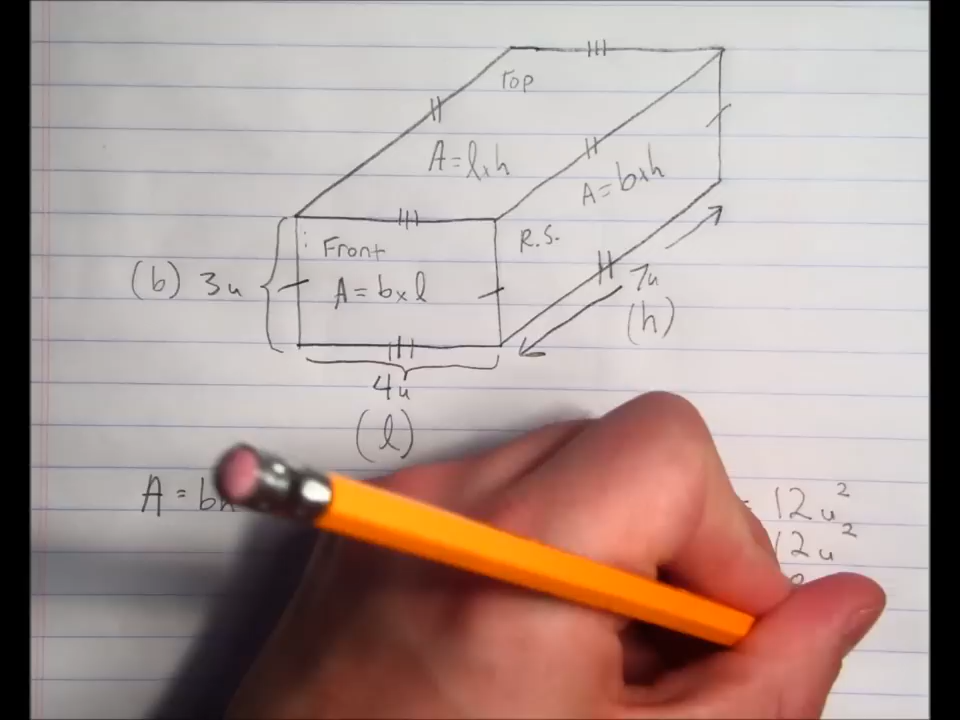 Top
A = l x h
A = b x h
Front
R.S.
(b) 3u
A = b x l
7u
(h)
4u
(l)
A =
= 12u²
12u²